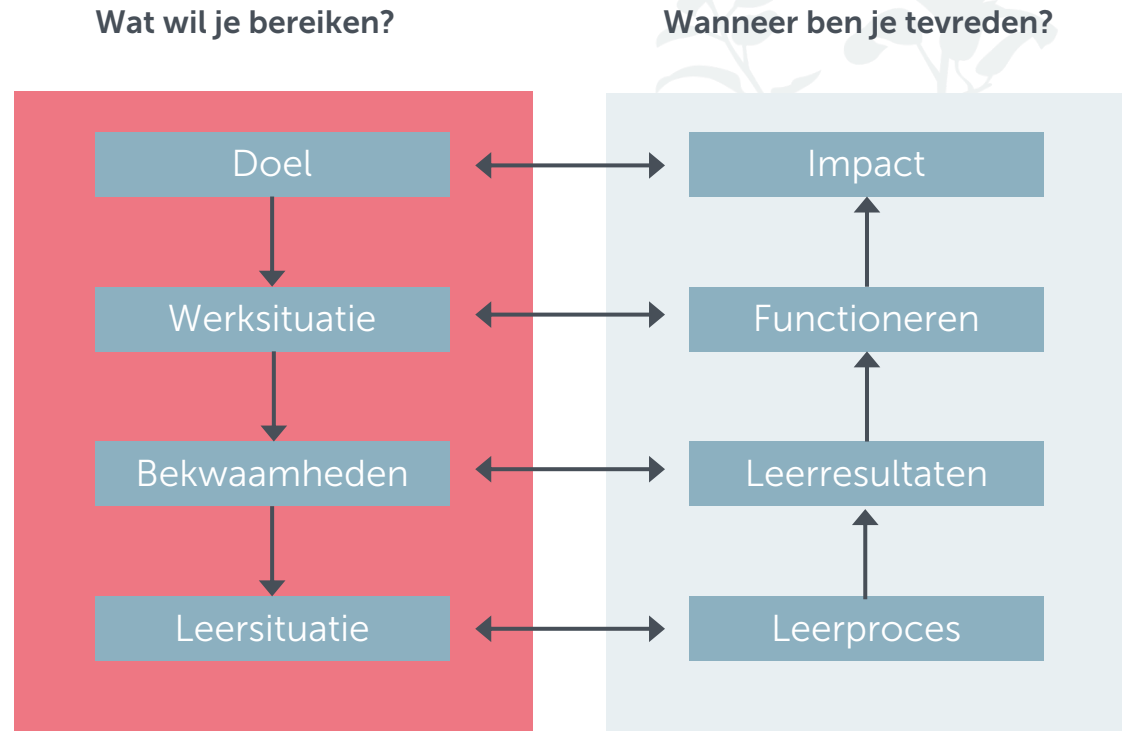 Wat wil je bereiken?
Wanneer ben je tevreden?
Doel
Impact
Werksituatie
Functioneren
Bekwaamheden
Leerresultaten
Leersituatie
Leerproces